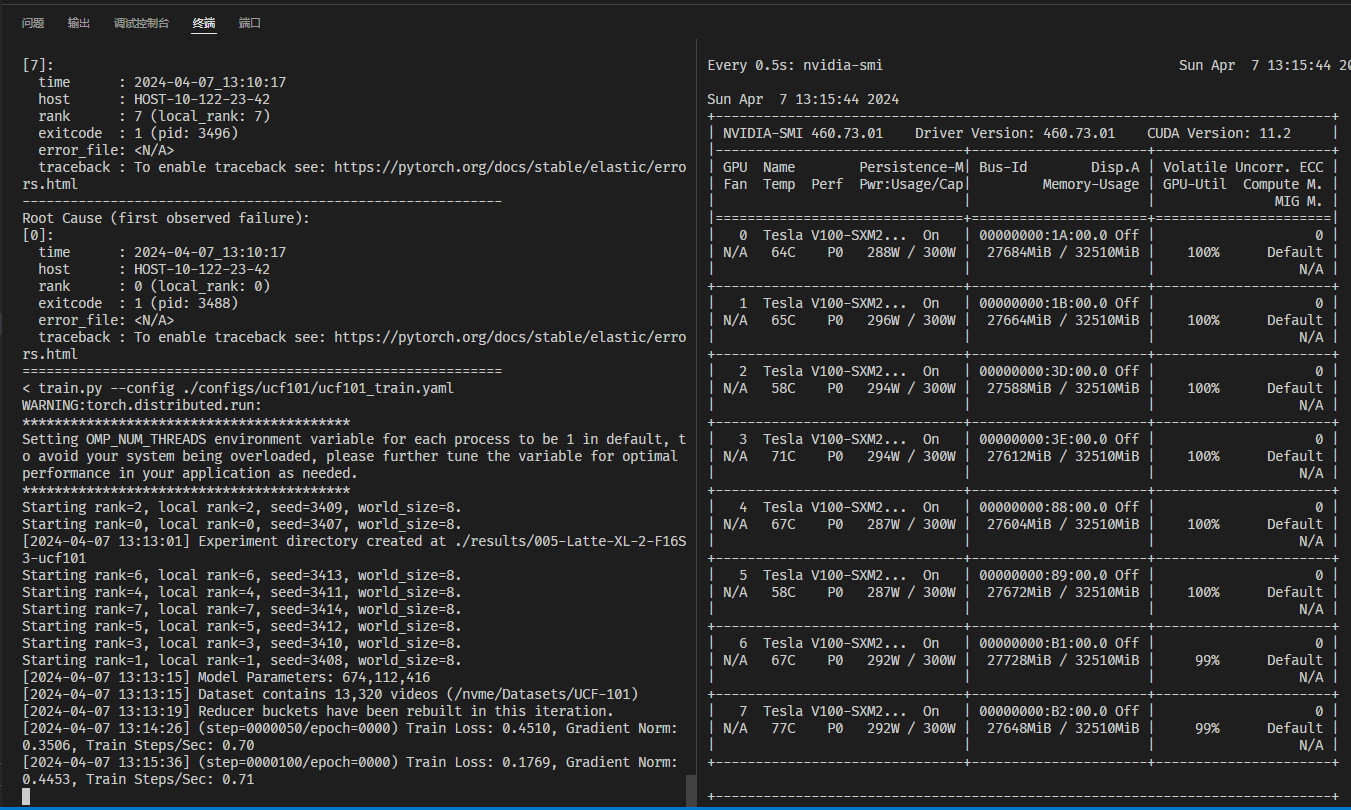 问题 输出 调试控制台 终端 端口
[7]:
  time      : 2024-04-07_13:10:17
  host      : HOST-10-122-23-42
  rank      : 7 (local_rank: 7)
  exitcode  : 1 (pid: 3496)
  error_file: <N/A>
  traceback : To enable traceback see: https://pytorch.org/docs/stable/elastic/erro
rs.html
------------------------------------------------------------
Root Cause (first observed failure):
[0]:
  time      : 2024-04-07_13:10:17
  host      : HOST-10-122-23-42
  rank      : 0 (local_rank: 0)
  exitcode  : 1 (pid: 3488)
  error_file: <N/A>
  traceback : To enable traceback see: https://pytorch.org/docs/stable/elastic/erro
rs.html
============================================================
< train.py --config ./configs/ucf101/ucf101_train.yaml
WARNING:torch.distributed.run:
*****************************************
Setting OMP_NUM_THREADS environment variable for each process to be 1 in default, t
o avoid your system being overloaded, please further tune the variable for optimal
performance in your application as needed.
*****************************************
Starting rank=2, local rank=2, seed=3409, world_size=8.
Starting rank=0, local rank=0, seed=3407, world_size=8.
[2024-04-07 13:13:01] Experiment directory created at ./results/005-Latte-XL-2-F16S
3-ucf101
Starting rank=6, local rank=6, seed=3413, world_size=8.
Starting rank=4, local rank=4, seed=3411, world_size=8.
Starting rank=7, local rank=7, seed=3414, world_size=8.
Starting rank=5, local rank=5, seed=3412, world_size=8.
Starting rank=3, local rank=3, seed=3410, world_size=8.
Starting rank=1, local rank=1, seed=3408, world_size=8.
[2024-04-07 13:13:15] Model Parameters: 674,112,416
[2024-04-07 13:13:15] Dataset contains 13,320 videos (/nvme/Datasets/UCF-101)
[2024-04-07 13:13:19] Reducer buckets have been rebuilt in this iteration.
[2024-04-07 13:14:26] (step=0000050/epoch=0000) Train Loss: 0.4510, Gradient Norm:
0.3506, Train Steps/Sec: 0.70
[2024-04-07 13:15:36] (step=0000100/epoch=0000) Train Loss: 0.1769, Gradient Norm:
0.4453, Train Steps/Sec: 0.71
Every 0.5s: nvidia-smi Sun Apr  7 13:15:44 20
Sun Apr  7 13:15:44 2024
| NVIDIA-SMI 460.73.01    Driver Version: 460.73.01    CUDA Version: 11.2     |
| GPU  Name        Persistence-M| Bus-Id        Disp.A | Volatile Uncorr. ECC |
| Fan  Temp  Perf  Pwr:Usage/Cap|         Memory-Usage | GPU-Util  Compute M. |
|                               |                      |               MIG M. |
|   0  Tesla V100-SXM2...  On   | 00000000:1A:00.0 Off |                    0 |
| N/A   64C    P0   288W / 300W |  27684MiB / 32510MiB |    100%      Default |
|                               |                      |                  N/A |
|   1  Tesla V100-SXM2...  On   | 00000000:1B:00.0 Off |                    0 |
| N/A   65C    P0   296W / 300W |  27664MiB / 32510MiB |    100%      Default |
|                               |                      |                  N/A |
|   2  Tesla V100-SXM2...  On   | 00000000:3D:00.0 Off |                    0 |
| N/A   58C    P0   294W / 300W |  27588MiB / 32510MiB |    100%      Default |
|                               |                      |                  N/A |
|   3  Tesla V100-SXM2...  On   | 00000000:3E:00.0 Off |                    0 |
| N/A   71C    P0   294W / 300W |  27612MiB / 32510MiB |    100%      Default |
|                               |                      |                  N/A |
|   4  Tesla V100-SXM2...  On   | 00000000:88:00.0 Off |                    0 |
| N/A   67C    P0   287W / 300W |  27604MiB / 32510MiB |    100%      Default |
|                               |                      |                  N/A |
|   5  Tesla V100-SXM2...  On   | 00000000:89:00.0 Off |                    0 |
| N/A   58C    P0   287W / 300W |  27672MiB / 32510MiB |    100%      Default |
|                               |                      |                  N/A |
|   6  Tesla V100-SXM2...  On   | 00000000:B1:00.0 Off |                    0 |
| N/A   67C    P0   292W / 300W |  27728MiB / 32510MiB |     99%      Default |
|                               |                      |                  N/A |
|   7  Tesla V100-SXM2...  On   | 00000000:B2:00.0 Off |                    0 |
| N/A   77C    P0   292W / 300W |  27648MiB / 32510MiB |     99%      Default |
|                               |                      |                  N/A |